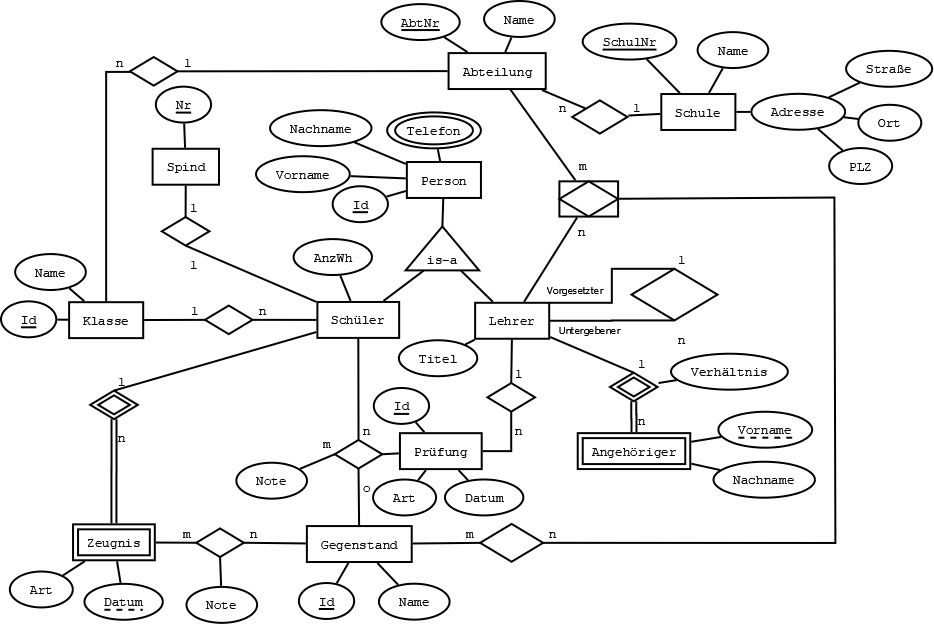 AbtNr
Name
SchulNr
Name
n
1
Abteilung
Straße
Nr
n
1
Schule
Adresse
Ort
Nachname
Telefon
PLZ
Spind
Vorname
Person
m
Id
1
n
1
is-a
AnzWh
1
Name
Vorgesetzter
Id
Klasse
1
n
Schüler
Lehrer
Untergebener
n
Titel
1
Verhältnis
1
1
Id
n
Vorname
n
n
n
m
Prüfung
Angehöriger
Note
o
Art
Datum
Nachname
Zeugnis
m
n
Gegenstand
m
n
Art
Datum
Note
Id
Name